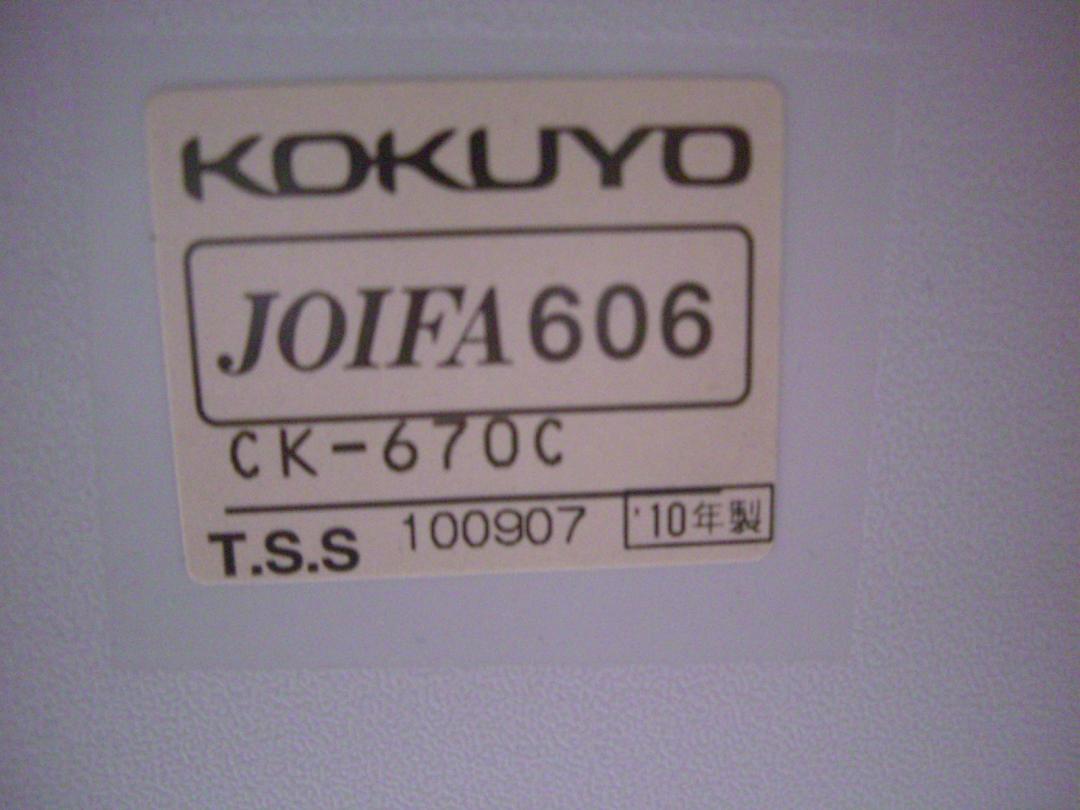 KOKUYO
JOIFA 606
CK-670C
T.S.S 100907 '10年製